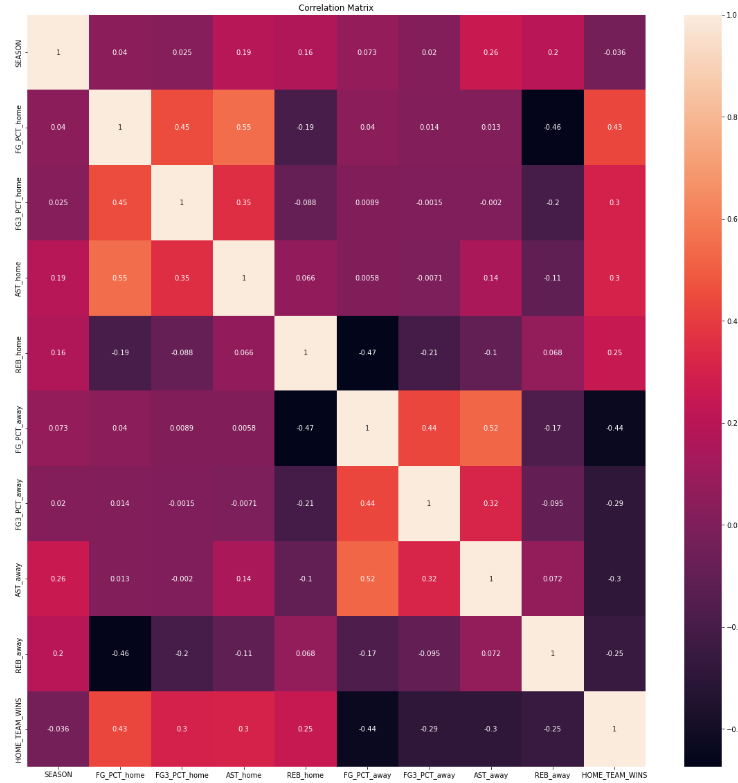 Correlation Matrix
SEASON 1 0.04 0.025 0.19 0.16 0.073 0.02 0.26 0.2 -0.036
FG_PCT_home 0.04 1 0.45 0.55 -0.19 0.04 0.014 0.013 -0.46 0.43
FG3_PCT_home 0.025 0.45 1 0.35 -0.088 0.0089 -0.0015 -0.002 -0.2 0.3
AST_home 0.19 0.55 0.35 1 0.066 0.0058 -0.0071 0.14 -0.11 0.3
REB_home 0.16 -0.19 -0.088 0.066 1 -0.47 -0.21 -0.1 0.068 0.25
FG_PCT_away 0.073 0.04 0.0089 0.0058 -0.47 1 0.44 0.52 -0.17 -0.44
FG3_PCT_away 0.02 0.014 -0.0015 -0.0071 -0.21 0.44 1 0.32 -0.095 -0.29
AST_away 0.26 0.013 -0.002 0.14 -0.1 0.52 0.32 1 0.072 -0.3
REB_away 0.2 -0.46 -0.2 -0.11 0.068 -0.17 -0.095 0.072 1 -0.25
HOME_TEAM_WINS -0.036 0.43 0.3 0.3 0.25 -0.44 -0.29 -0.3 -0.25 1
SEASON FG_PCT_home FG3_PCT_home AST_home REB_home FG_PCT_away FG3_PCT_away AST_away REB_away HOME_TEAM_WINS
1.0
0.8
0.6
0.4
0.2
0.0